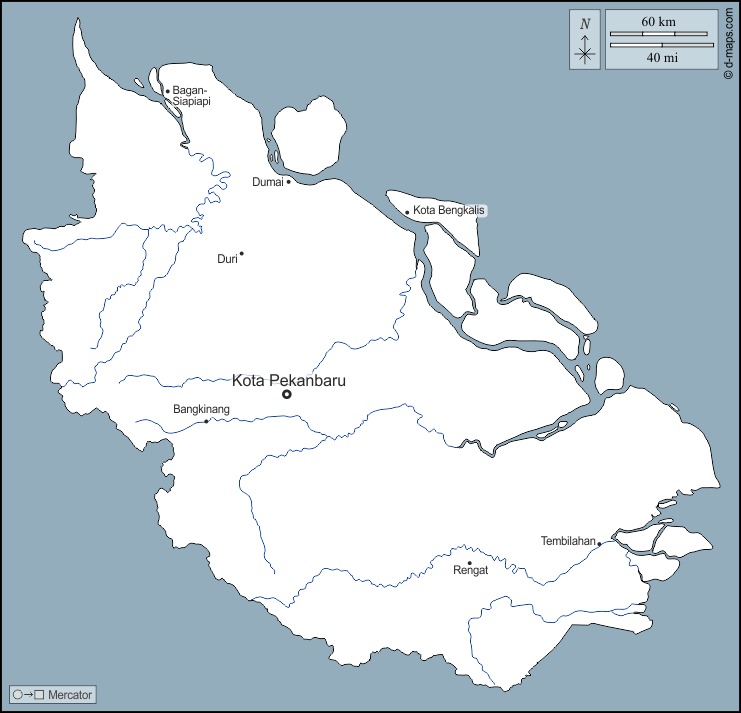 N
60 km
40 mi
© d-maps.com
Bagan-
Siapiapi
Dumai
Kota Bengkalis
Duri
Kota Pekanbaru
Bangkinang
Tembilahan
Rengat
Mercator